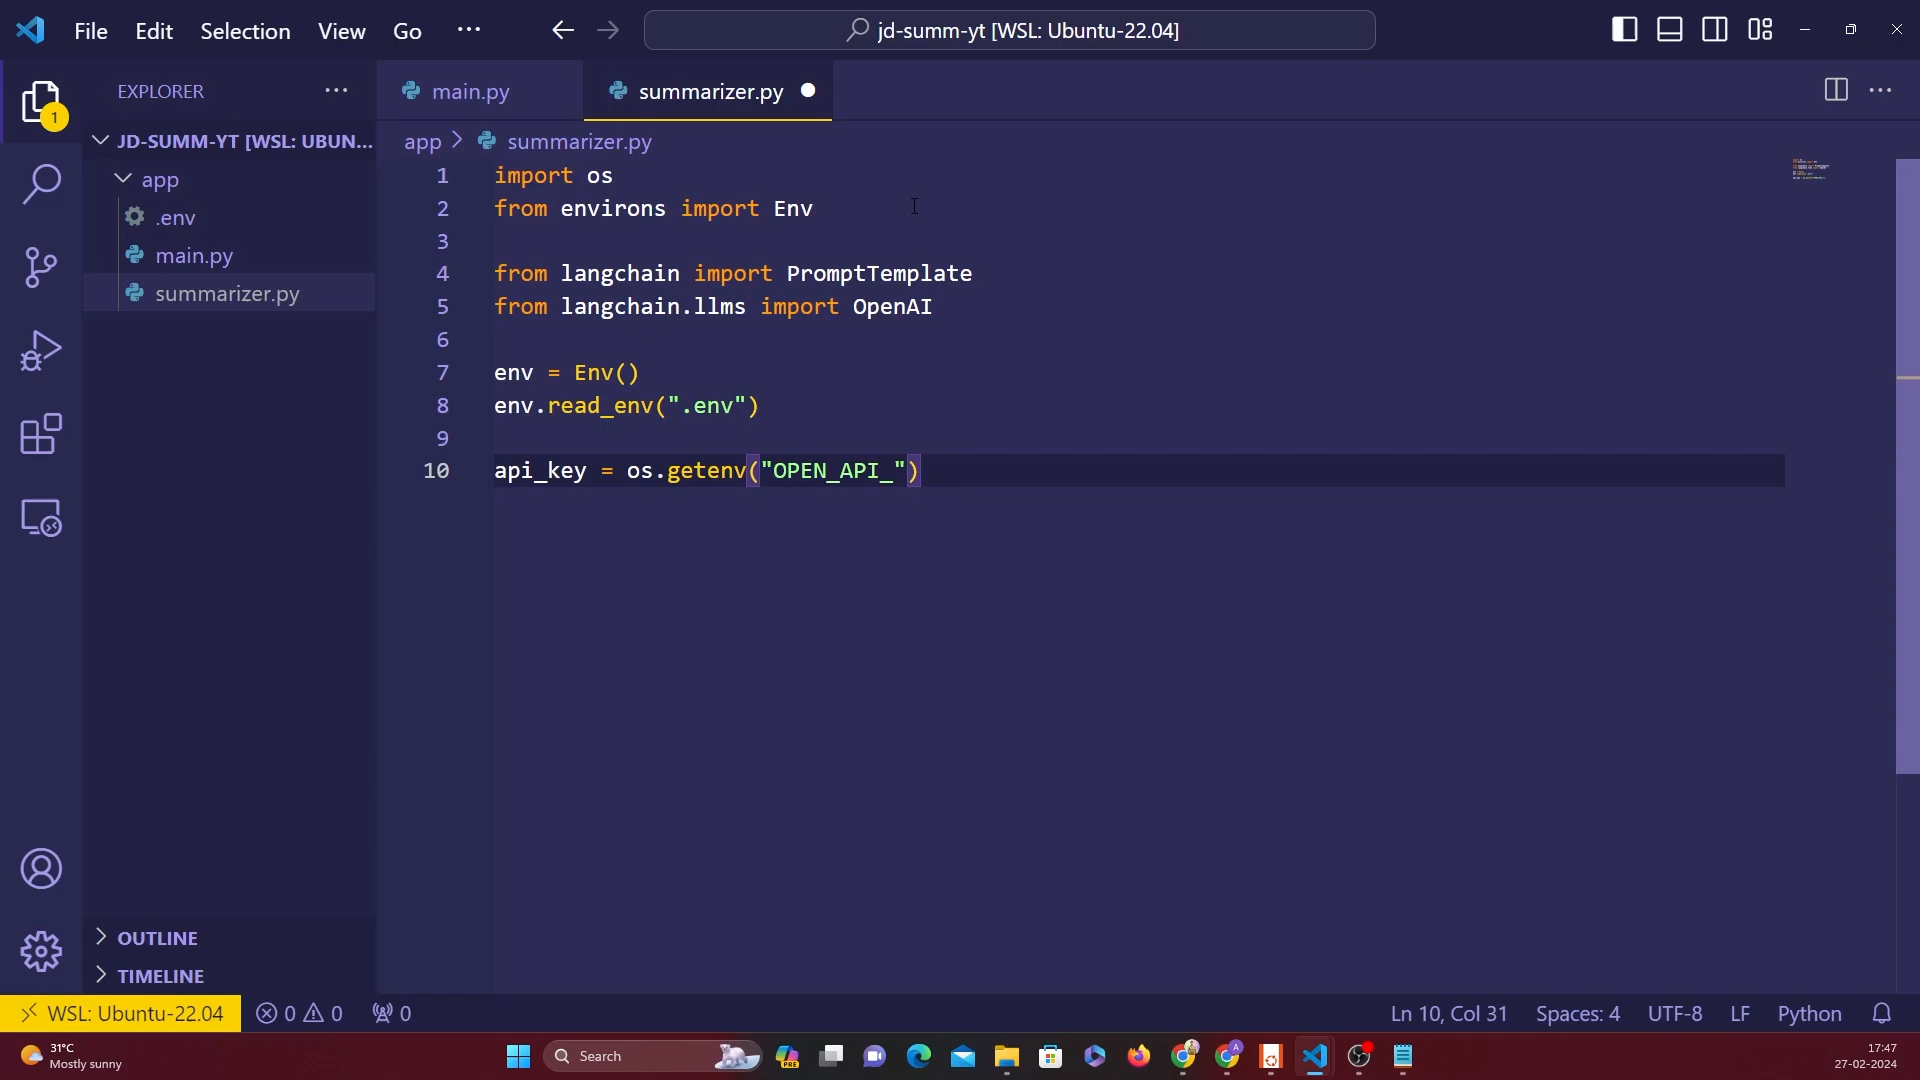 File Edit Selection View Go ··· jd-summ-yt [WSL: Ubuntu-22.04]
EXPLORER ···
1
JD-SUMM-YT [WSL: UBUN...
app
.env
main.py
summarizer.py
OUTLINE
TIMELINE
main.py summarizer.py
app > summarizer.py
1 import os
2 from environs import Env
3
4 from langchain import PromptTemplate
5 from langchain.llms import OpenAI
6
7 env = Env()
8 env.read_env(".env")
9
10 api_key = os.getenv("OPEN_API_")
WSL: Ubuntu-22.04 0 0 0 Ln 10, Col 31 Spaces: 4 UTF-8 LF Python
31°C
Mostly sunny
Search
PRE
A
17:47
27-02-2024